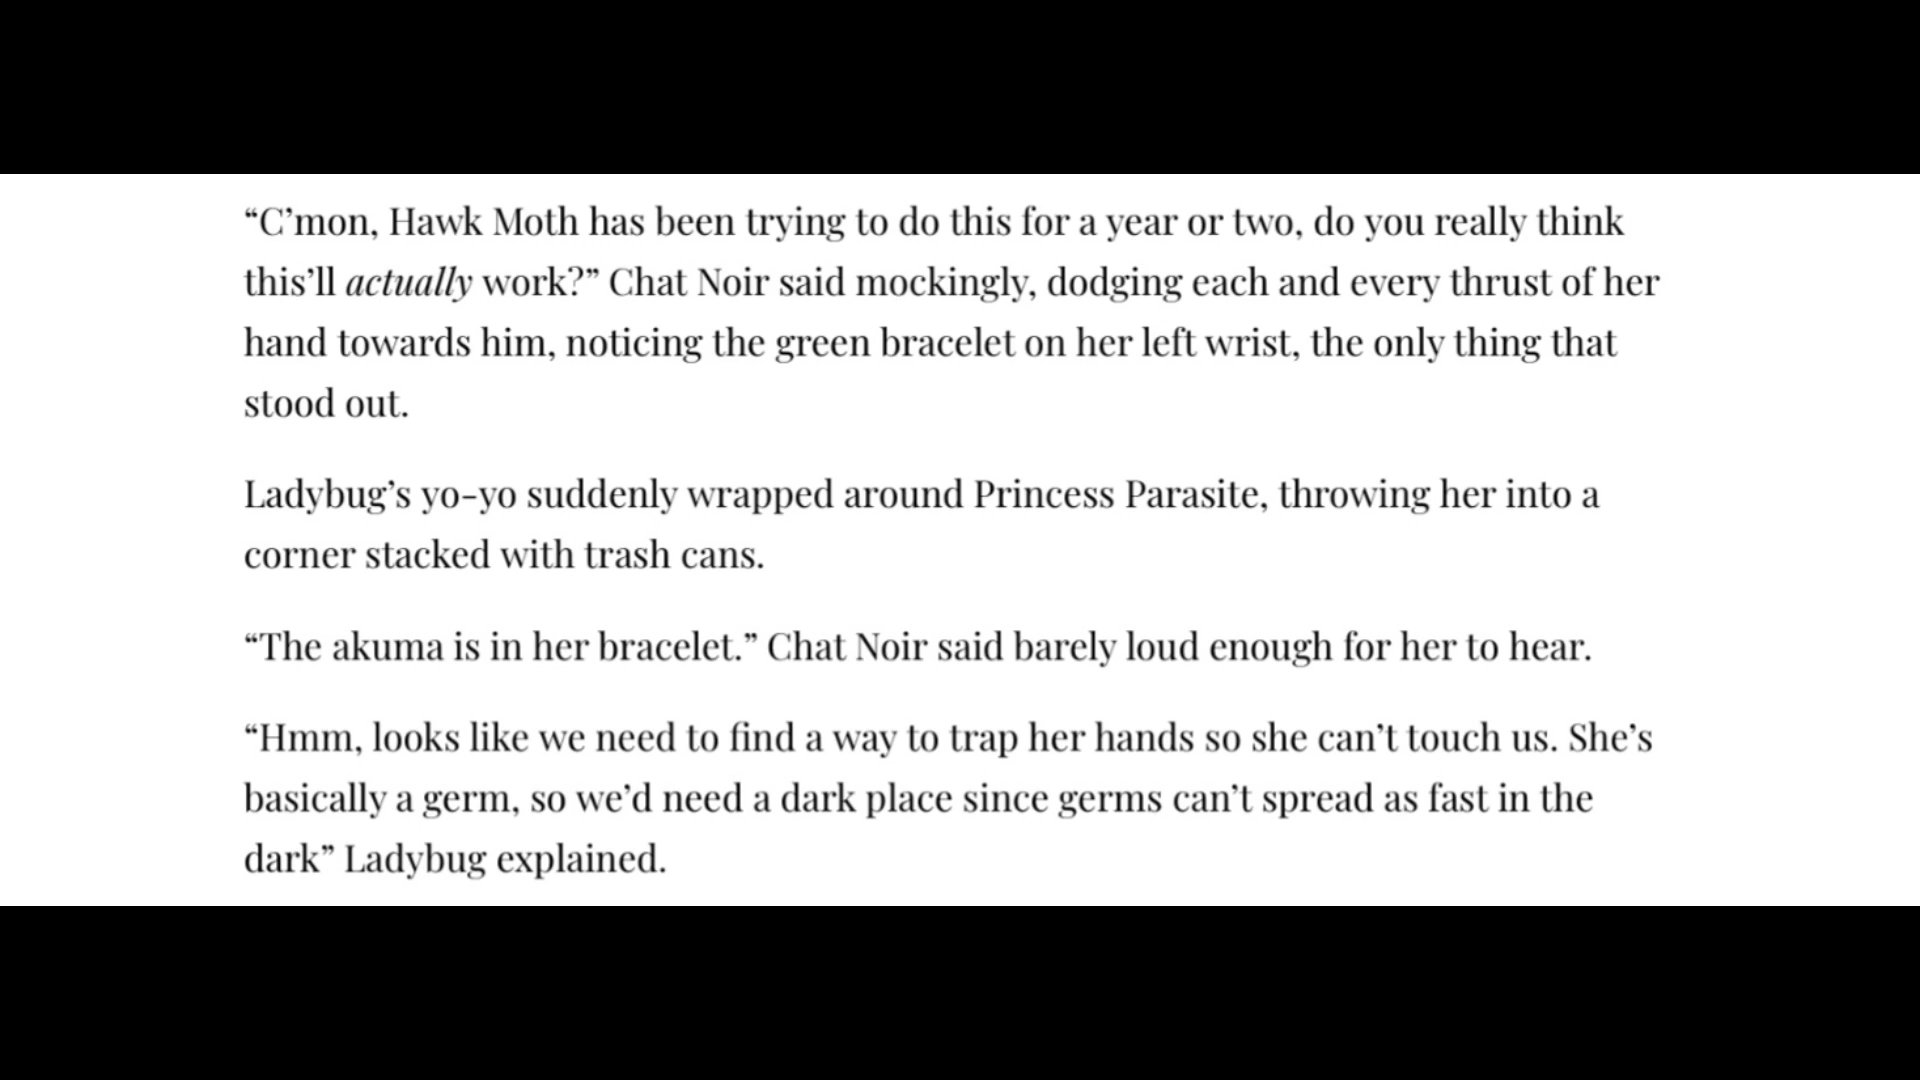 “C’mon, Hawk Moth has been trying to do this for a year or two, do you really think
this’ll actually work?” Chat Noir said mockingly, dodging each and every thrust of her
hand towards him, noticing the green bracelet on her left wrist, the only thing that
stood out.
Ladybug’s yo-yo suddenly wrapped around Princess Parasite, throwing her into a
corner stacked with trash cans.
“The akuma is in her bracelet.” Chat Noir said barely loud enough for her to hear.
“Hmm, looks like we need to find a way to trap her hands so she can’t touch us. She’s
basically a germ, so we’d need a dark place since germs can’t spread as fast in the
dark” Ladybug explained.